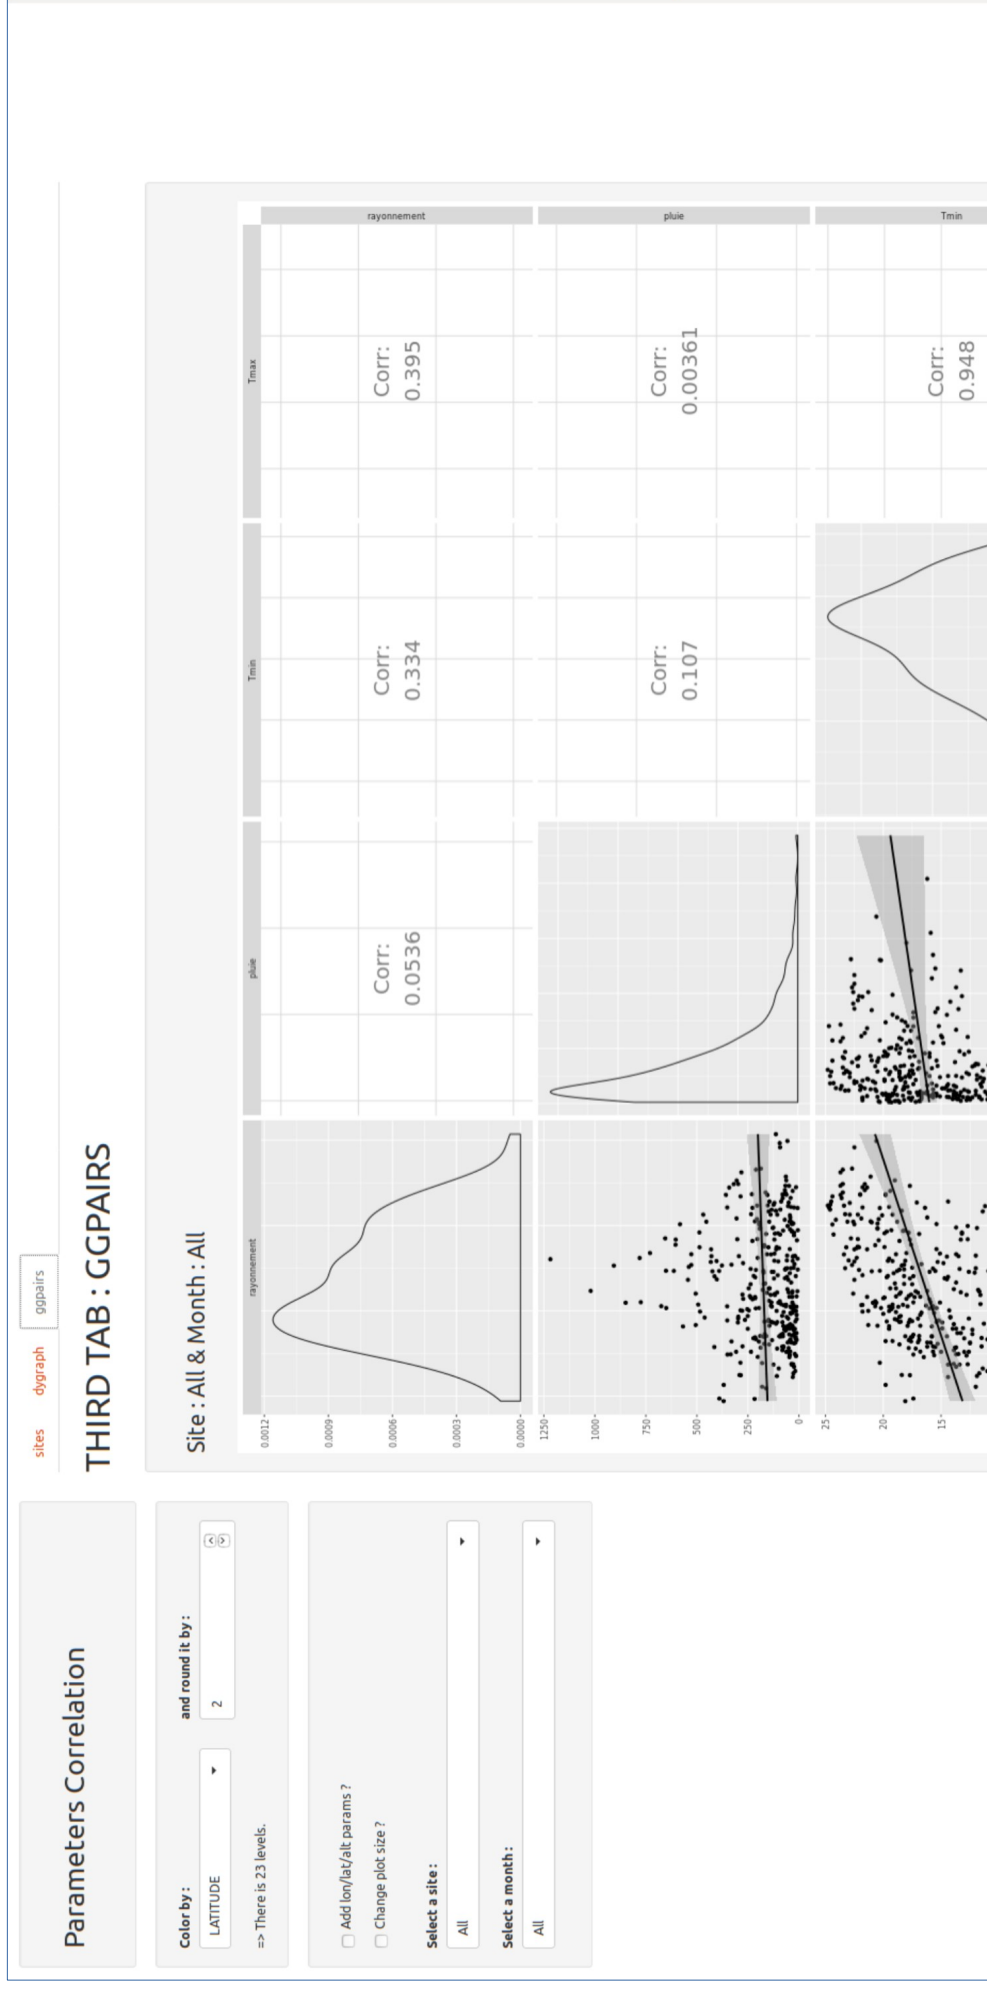 Parameters Correlation
Color by :
and round it by :
LATITUDE
2
=> There is 23 levels.
Add lon/lat/alt params ?
Change plot size ?
Select a site :
All
Select a month :
All
sites dygraph ggpairs
THIRD TAB : GGPAIRS
Site : All & Month : All
rayonnement pluie Tmin Tmax
0.0012
0.0009
0.0006
0.0003
0.0000
Corr:
0.0536
Corr:
0.334
Corr:
0.395
rayonnement
1250
1000
750
500
250
0
Corr:
0.107
Corr:
0.00361
pluie
25
20
15
Corr:
0.948
Tmin